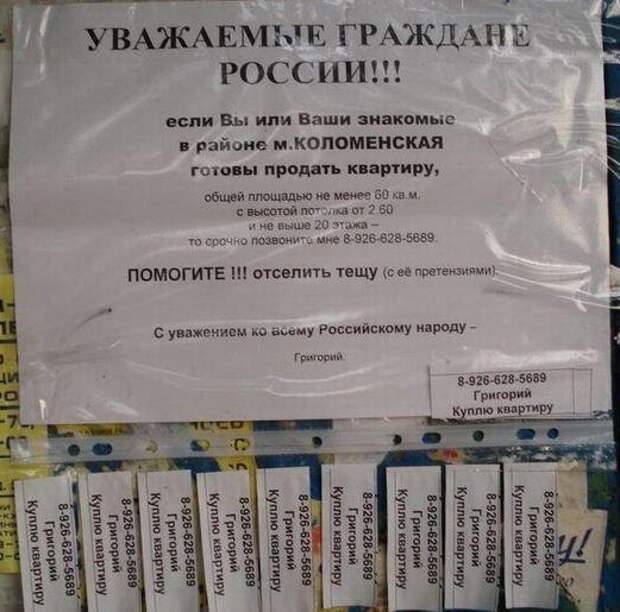 УВАЖАЕМЫЕ ГРАЖДАНЕ
РОССИИ!!!
если Вы или Ваши знакомые
в районе м.КОЛОМЕНСКАЯ
готовы продать квартиру,
общей площадью не менее 60 кв.м.
с высотой потолка от 2.60
и не выше 20 этажа –
то срочно позвоните мне 8-926-628-5689.
ПОМОГИТЕ !!! отселить тещу (с её претензиями).
С уважением ко всему Российскому народу –
Григорий.
8-926-628-5689
Григорий
Куплю квартиру
8-926-628-5689
Григорий
Куплю квартиру
8-926-628-5689
Григорий
Куплю квартиру
8-926-628-5689
Григорий
Куплю квартиру
8-926-628-5689
Григорий
Куплю квартиру
8-926-628-5689
Григорий
Куплю квартиру
8-926-628-5689
Григорий
Куплю квартиру
8-926-628-5689
Григорий
Куплю квартиру
8-926-628-5689
Григорий
Куплю квартиру
8-926-628-5689
Григорий
Куплю квартиру